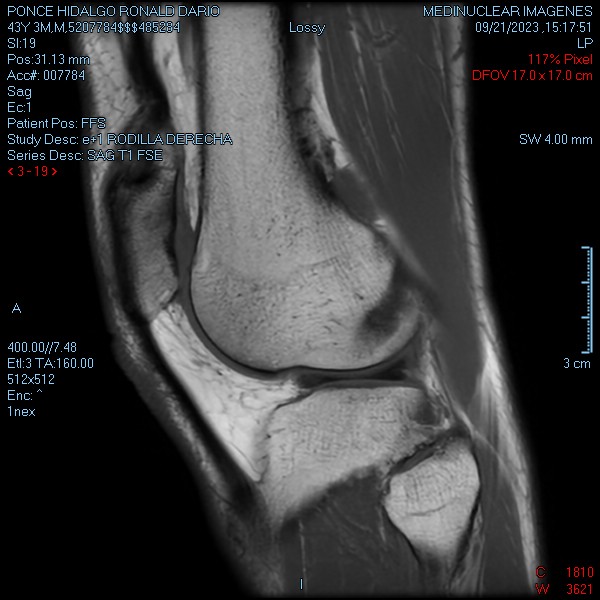 PONCE HIDALGO RONALD DARIO
43Y 3M,M,5207784$$$485284
Sl:19
Pos:31.13 mm
Acc#: 007784
Sag
Ec:1
Patient Pos: FFS
Study Desc: e+1 RODILLA DERECHA
Series Desc: SAG T1 FSE
< 3 - 19 >
Lossy
MEDINUCLEAR IMAGENES
09/21/2023 ,15:17:51
LP
117% Pixel
DFOV 17.0 x 17.0 cm
SW 4.00 mm
A
400.00//7.48
Etl:3 TA:160.00
512x512
Enc: ^
1nex
3 cm
I
C 1810
W 3621